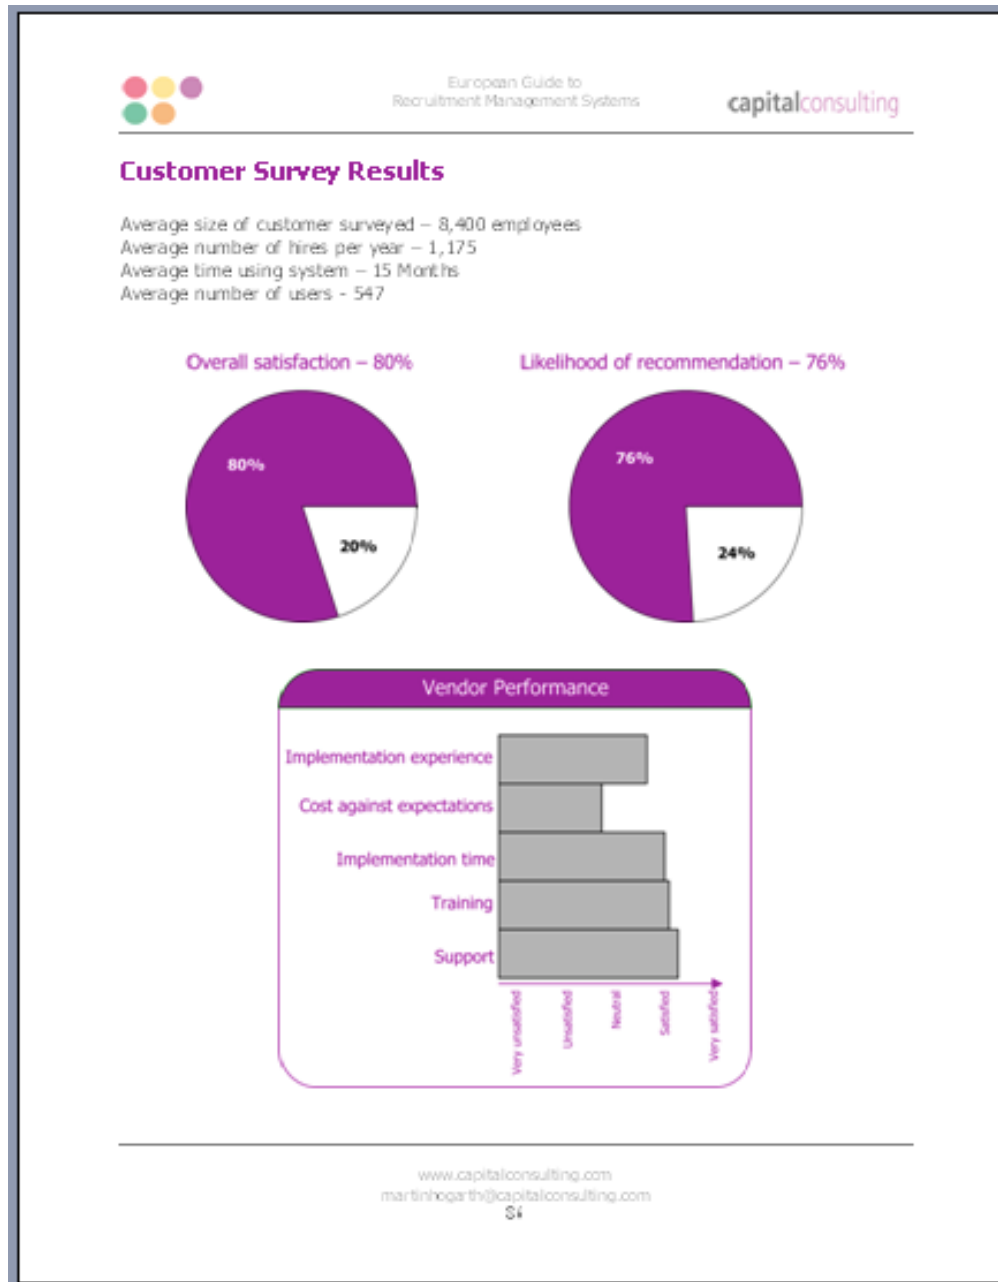 European Guide to
Recruitment Management Systems
capitalconsulting
Customer Survey Results
Average size of customer surveyed – 8,400 employees
Average number of hires per year – 1,175
Average time using system – 15 Months
Average number of users - 547
Overall satisfaction – 80%
80%
20%
Likelihood of recommendation – 76%
76%
24%
Vendor Performance
Implementation experience
Cost against expectations
Implementation time
Training
Support
Very unsatisfied
Unsatisfied
Neutral
Satisfied
Very satisfied
www.capitalconsulting.com
martinhogarth@capitalconsulting.com